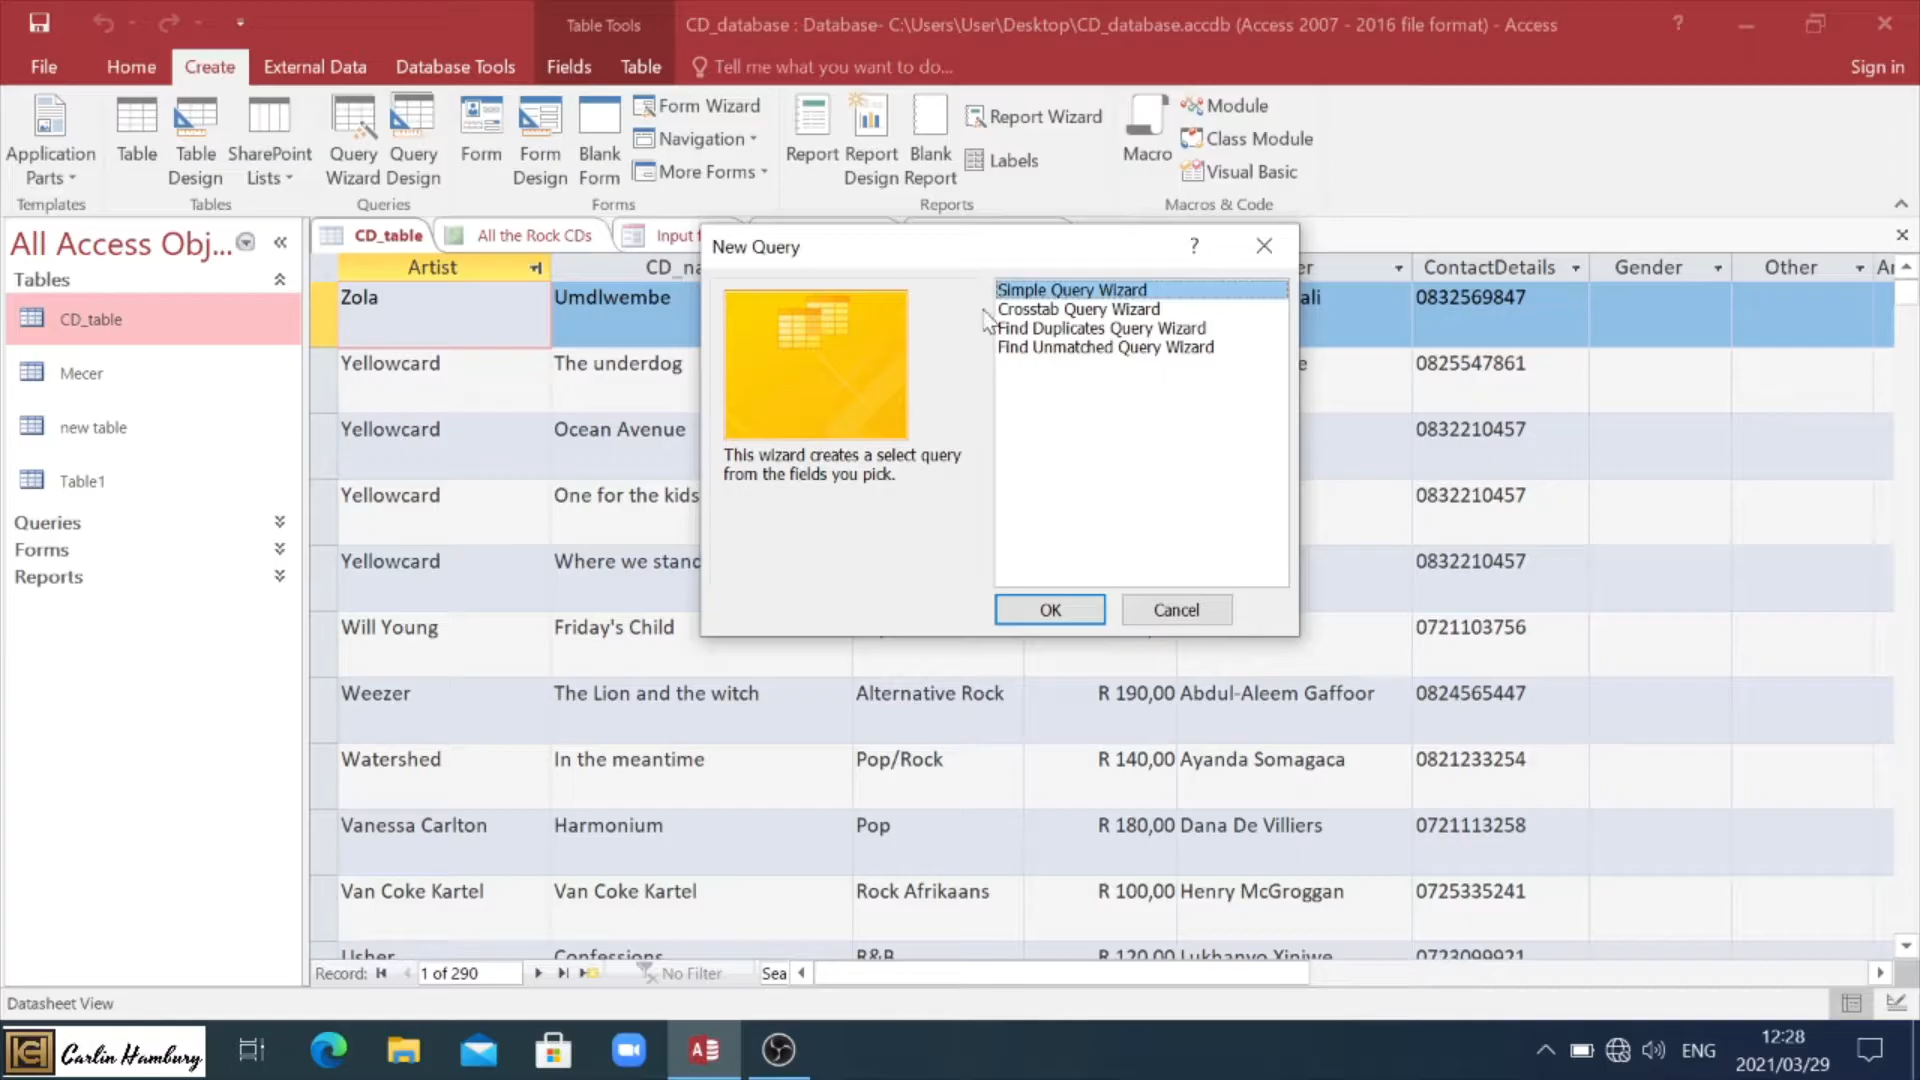 Table Tools
CD_database : Database- C:\Users\User\Desktop\CD_database.accdb (Access 2007 - 2016 file format) - Access
File Home Create External Data Database Tools Fields Table Tell me what you want to do... Sign in
Application Parts
Table
Table Design
SharePoint Lists
Query Wizard
Query Design
Form
Form Design
Blank Form
Form Wizard
Navigation
More Forms
Report
Report Design
Blank Report
Report Wizard
Labels
Macro
Module
Class Module
Visual Basic
Templates Tables Queries Forms Reports Macros & Code
All Access Obj...
Tables
CD_table
Mecer
new table
Table1
Queries
Forms
Reports
CD_table All the Rock CDs Input
Artist ContactDetails Gender Other
Zola Umdlwembe ali 0832569847
Yellowcard The underdog e 0825547861
Yellowcard Ocean Avenue 0832210457
Yellowcard One for the kids 0832210457
Yellowcard Where we stand 0832210457
Will Young Friday's Child 0721103756
Weezer The Lion and the witch Alternative Rock R 190,00 Abdul-Aleem Gaffoor 0824565447
Watershed In the meantime Pop/Rock R 140,00 Ayanda Somagaca 0821233254
Vanessa Carlton Harmonium Pop R 180,00 Dana De Villiers 0721113258
Van Coke Kartel Van Coke Kartel Rock Afrikaans R 100,00 Henry McGroggan 0725335241
Usher Confessions R&B R 120,00 Lukhanyo Xiniwe 0723099921
New Query
?
Simple Query Wizard
Crosstab Query Wizard
Find Duplicates Query Wizard
Find Unmatched Query Wizard
This wizard creates a select query
from the fields you pick.
OK Cancel
Record: 1 of 290 No Filter Sea
Datasheet View
Carlin Hambury
ENG
12:28
2021/03/29